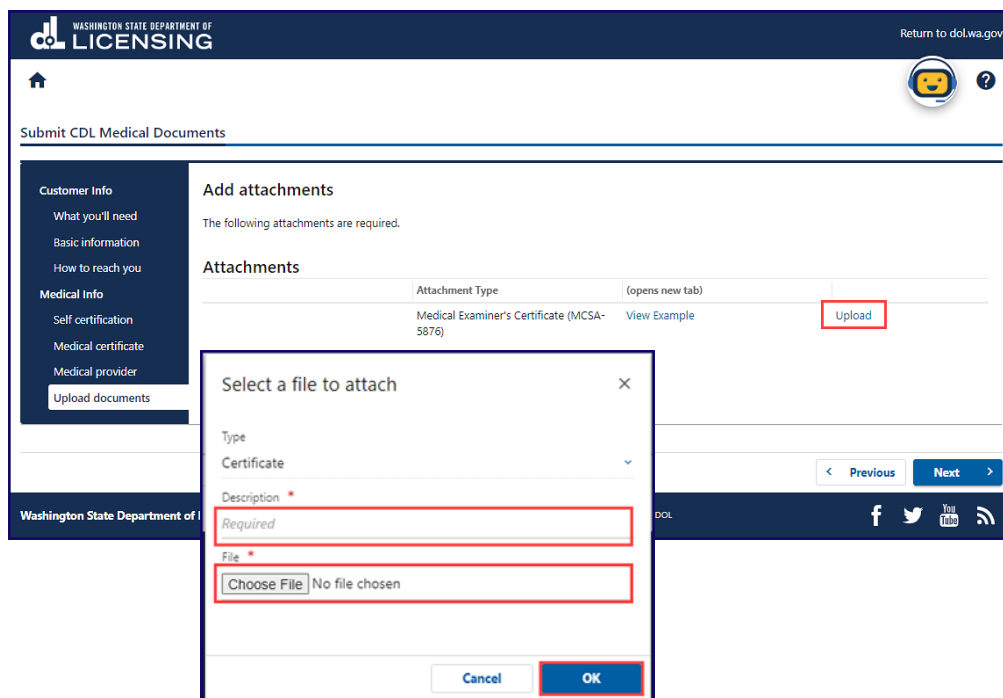 WASHINGTON STATE DEPARTMENT OF
LICENSING
Return to dol.wa.gov
Submit CDL Medical Documents
Customer Info
What you'll need
Basic information
How to reach you
Medical Info
Self certification
Medical certificate
Medical provider
Upload documents
Add attachments
The following attachments are required.
Attachments
Attachment Type (opens new tab)
Medical Examiner's Certificate (MCSA- View Example Upload
5876)
Select a file to attach
Type
Certificate
Description *
Required
File *
Choose File No file chosen
Cancel OK
Previous Next
Washington State Department of
DOL
You
Tube